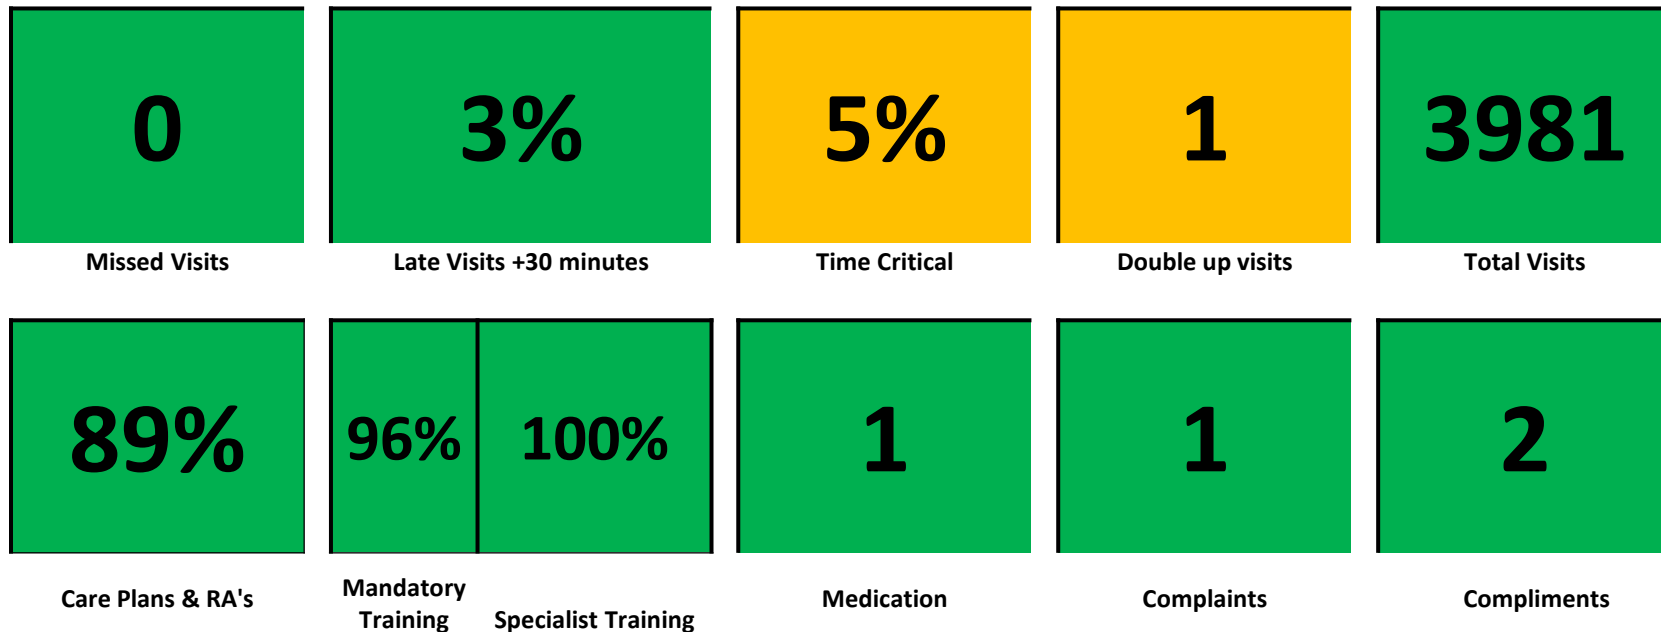 0
3%
5%
1
3981
Missed Visits
Late Visits +30 minutes
Time Critical
Double up visits
Total Visits
89%
96%
100%
1
1
2
Care Plans & RA's
Mandatory
Training
Specialist Training
Medication
Complaints
Compliments